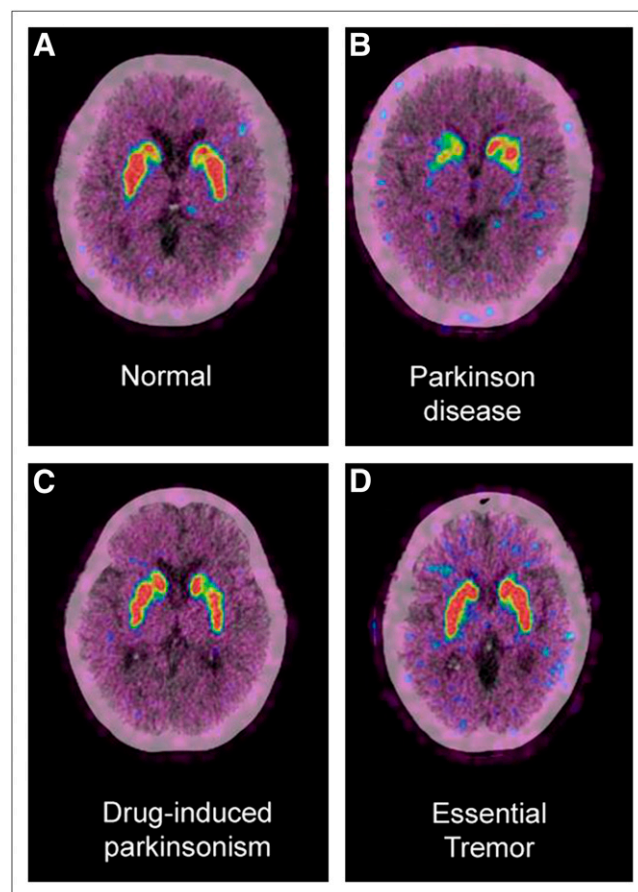 A
B
Normal
Parkinson
disease
C
D
Drug-induced
parkinsonism
Essential
Tremor